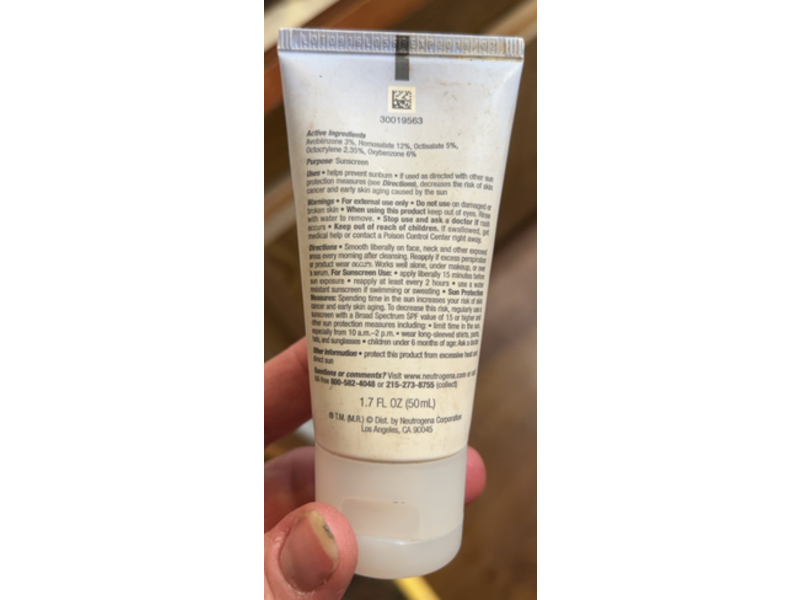 30019563
Active Ingredients
Avobenzone 3%, Homosalate 12%, Octisalate 5%,
Octocrylene 2.35%, Oxybenzone 6%
Purpose Sunscreen
Uses • helps prevent sunburn • if used as directed with other sun
protection measures (see Directions), decreases the risk of skin
cancer and early skin aging caused by the sun
Warnings • For external use only • Do not use on damaged or
broken skin • When using this product keep out of eyes. Rinse
with water to remove. • Stop use and ask a doctor if rash
occurs • Keep out of reach of children. If swallowed, get
medical help or contact a Poison Control Center right away.
Directions • Smooth liberally on face, neck and other exposed
areas every morning after cleansing. Reapply if excess perspiration
or product wear occurs. Works well alone, under makeup, or over
a serum. For Sunscreen Use: • apply liberally 15 minutes before
sun exposure • reapply at least every 2 hours • use a water
resistant sunscreen if swimming or sweating • Sun Protection
Measures: Spending time in the sun increases your risk of skin
cancer and early skin aging. To decrease this risk, regularly use a
sunscreen with a Broad Spectrum SPF value of 15 or higher and
other sun protection measures including: • limit time in the sun,
especially from 10 a.m.–2 p.m. • wear long-sleeved shirts, pants,
hats, and sunglasses • children under 6 months of age: Ask a doctor
Other information • protect this product from excessive heat and
direct sun
Questions or comments? Visit www.neutrogena.com or call
toll-free 800-582-4048 or 215-273-8755 (collect)
1.7 FL OZ (50mL)
® T.M. (M.R.) © Dist. by Neutrogena Corporation
Los Angeles, CA 90045